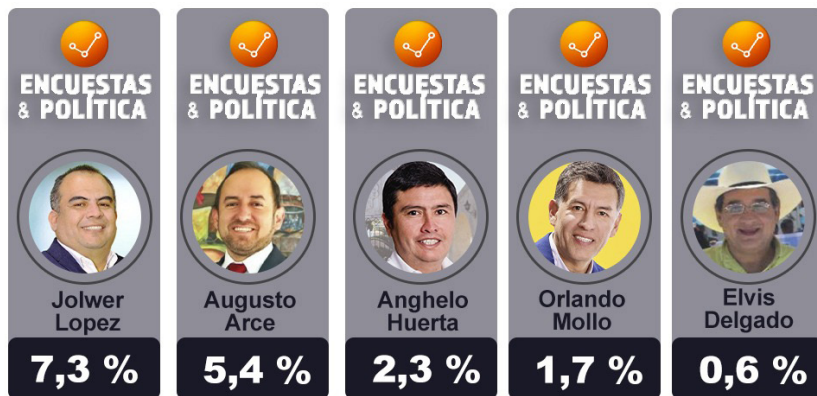 ENCUESTAS
& POLÍTICA
Jolwer
Lopez
7,3 %
ENCUESTAS
& POLÍTICA
Augusto
Arce
5,4 %
ENCUESTAS
& POLÍTICA
Anghelo
Huerta
2,3 %
ENCUESTAS
& POLÍTICA
Orlando
Mollo
1,7 %
ENCUESTAS
& POLÍTICA
Elvis
Delgado
0,6 %